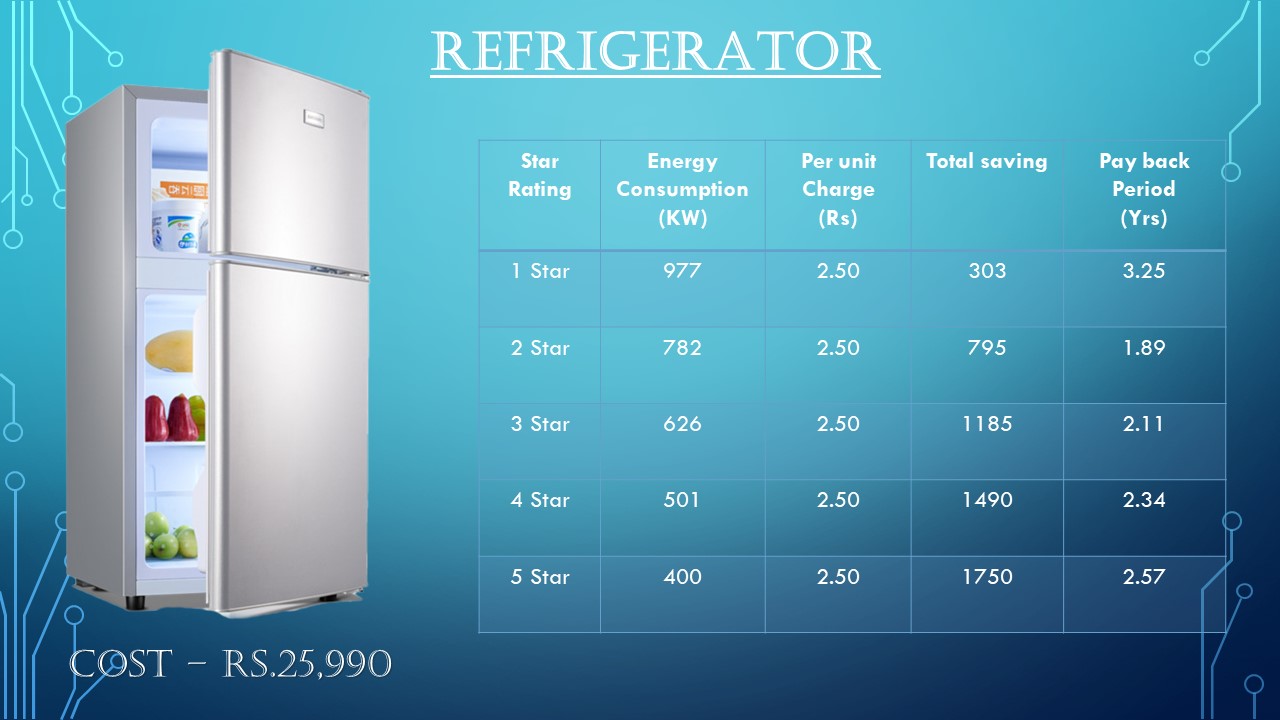 REFRIGERATOR
Star Rating Energy Consumption (KW) Per unit Charge (Rs) Total saving Pay back Period (Yrs)
1 Star 977 2.50 303 3.25
2 Star 782 2.50 795 1.89
3 Star 626 2.50 1185 2.11
4 Star 501 2.50 1490 2.34
5 Star 400 2.50 1750 2.57
COST – RS.25,990